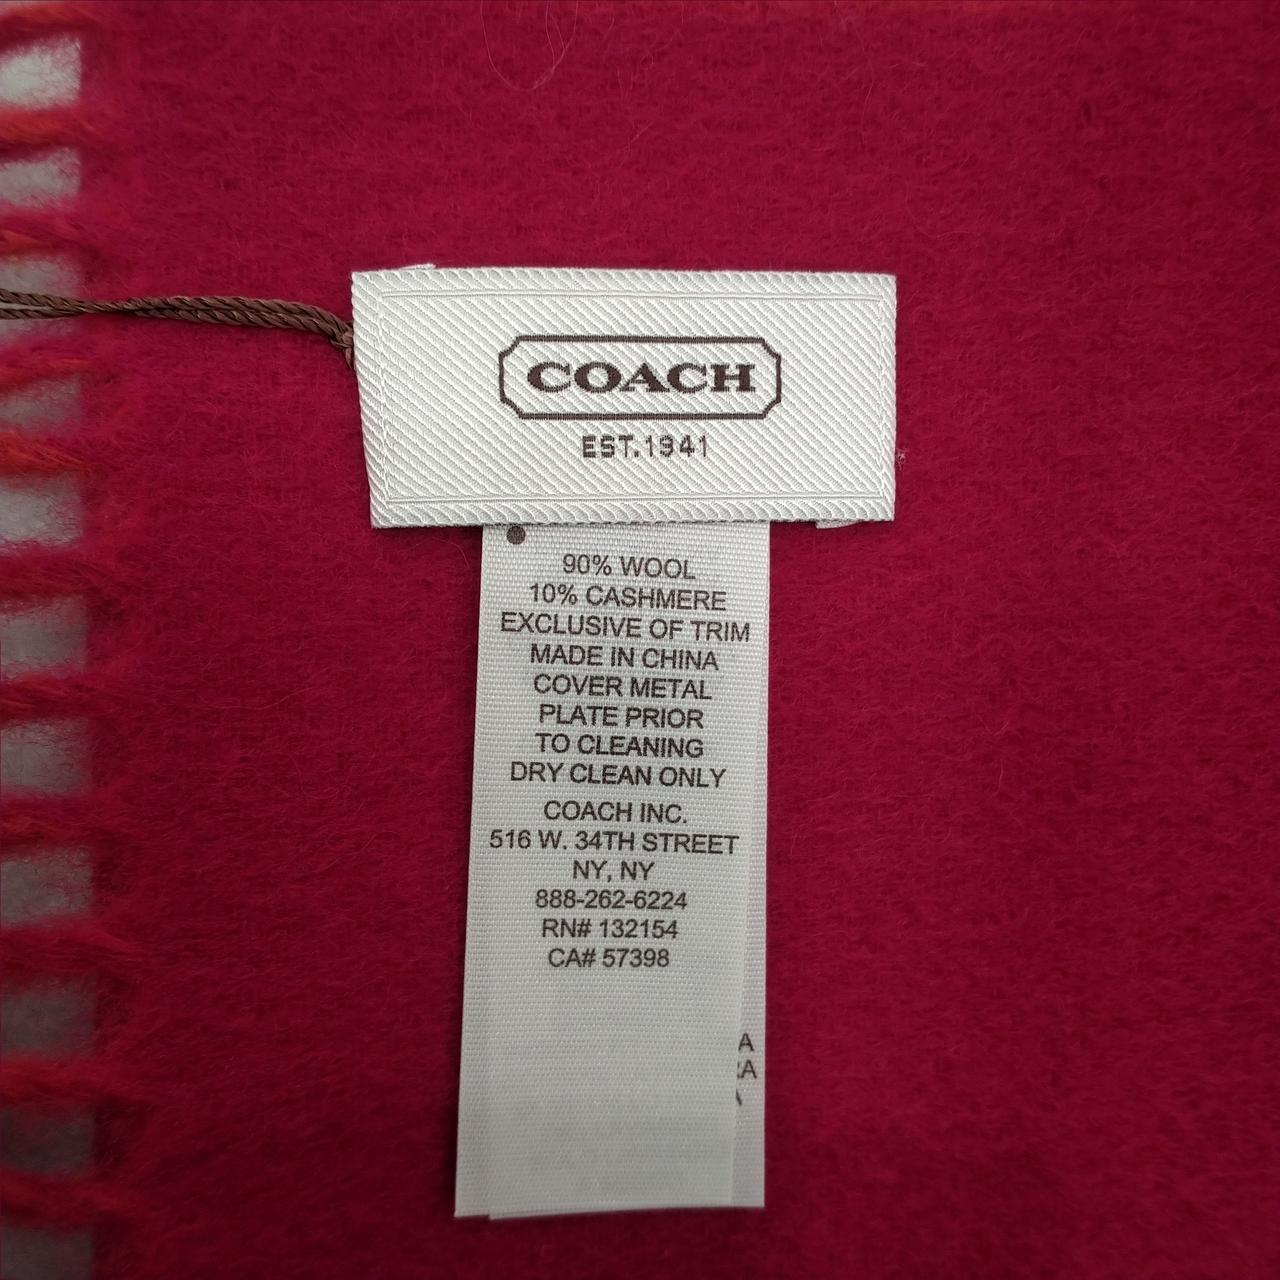 COACH
EST.1941
90% WOOL
10% CASHMERE
EXCLUSIVE OF TRIM
MADE IN CHINA
COVER METAL
PLATE PRIOR
TO CLEANING
DRY CLEAN ONLY
COACH INC.
516 W. 34TH STREET
NY, NY
888-262-6224
RN# 132154
CA# 57398